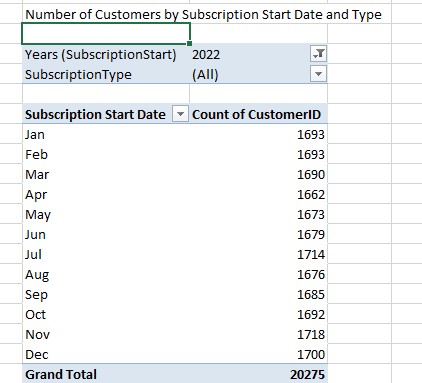 Number of Customers by Subscription Start Date and Type
Years (SubscriptionStart) 2022
SubscriptionType (All)
Subscription Start Date Count of CustomerID
Jan 1693
Feb 1693
Mar 1690
Apr 1662
May 1673
Jun 1679
Jul 1714
Aug 1676
Sep 1685
Oct 1692
Nov 1718
Dec 1700
Grand Total 20275